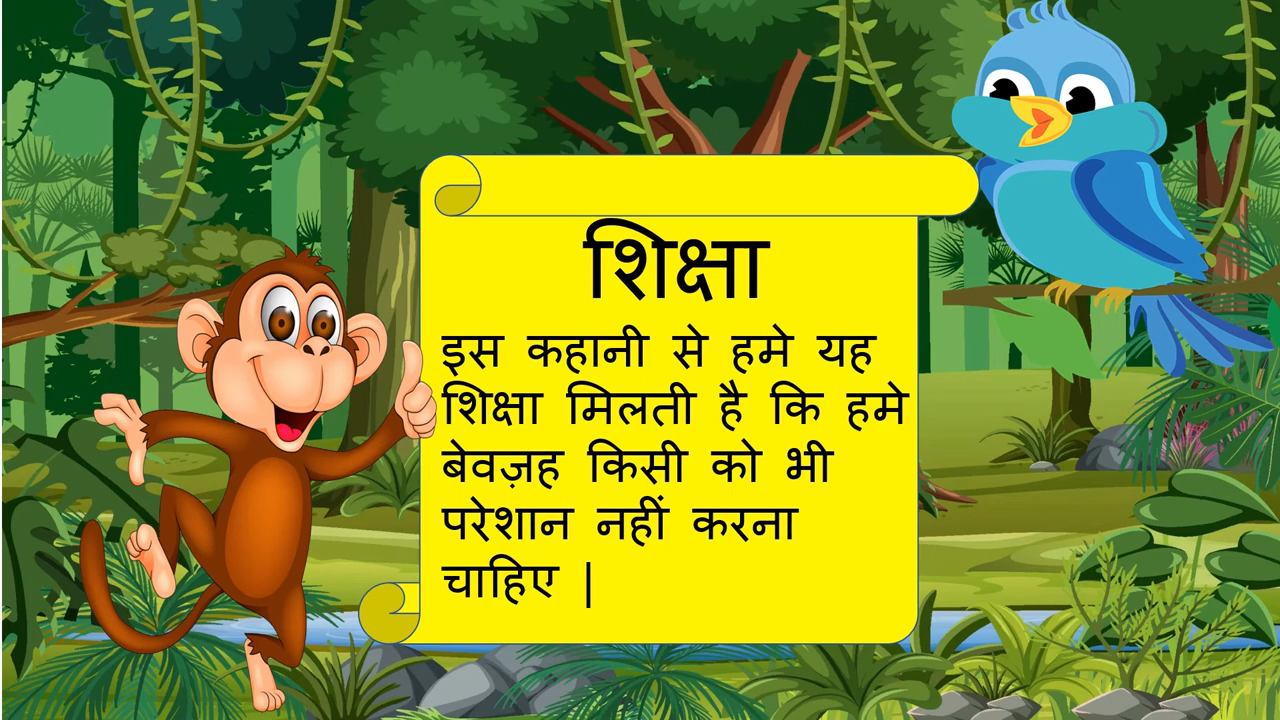 शिक्षा
इस कहानी से हमे यह
शिक्षा मिलती है कि हमे
बेवज़ह किसी को भी
परेशान नहीं करना
चाहिए |